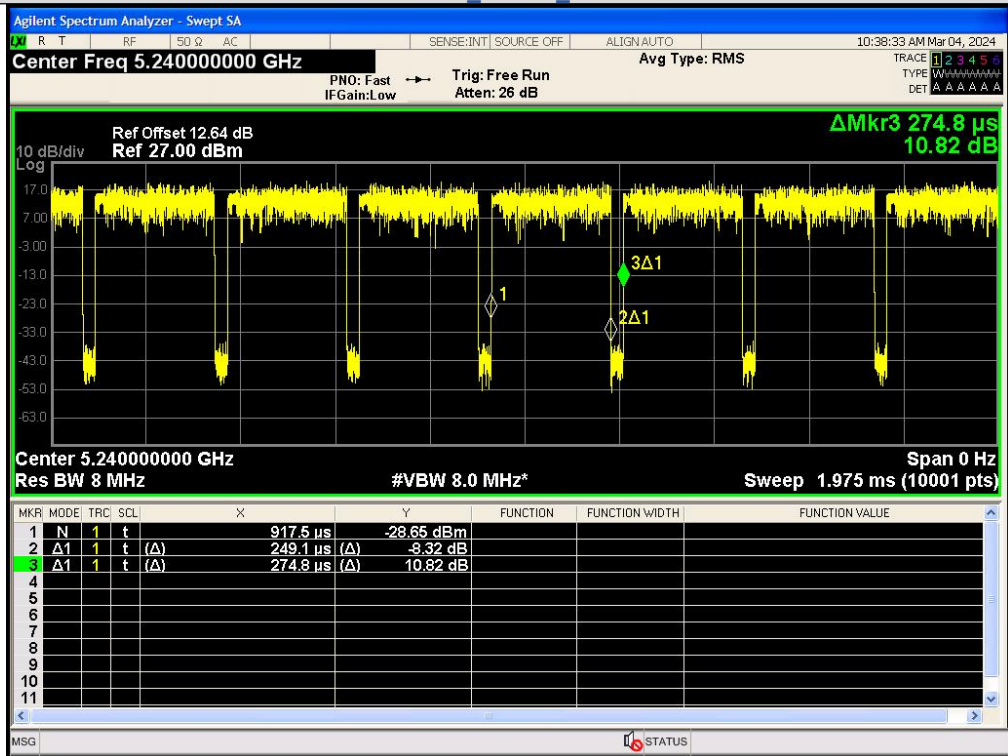 Agilent Spectrum Analyzer - Swept SA
LXI R T RF 50 Ω AC SENSE:INT SOURCE OFF ALIGN AUTO 10:38:33 AM Mar 04, 2024
Center Freq 5.240000000 GHz Avg Type: RMS TRACE 1 2 3 4 5 6
PNO: Fast Trig: Free Run TYPE WWWWWW
IFGain:Low Atten: 26 dB DET A A A A A A
ΔMkr3 274.8 µs
10.82 dB
Ref Offset 12.64 dB
10 dB/div Ref 27.00 dBm
Log
17.0
7.00
-3.00
-13.0
3Δ1
-23.0
1
2Δ1
-33.0
-43.0
-53.0
-63.0
Center 5.240000000 GHz Span 0 Hz
Res BW 8 MHz #VBW 8.0 MHz* Sweep 1.975 ms (10001 pts)
MKR MODE TRC SCL X Y FUNCTION FUNCTION WIDTH FUNCTION VALUE
1 N 1 t 917.5 µs -28.65 dBm
2 Δ1 1 t (Δ) 249.1 µs (Δ) -8.32 dB
3 Δ1 1 t (Δ) 274.8 µs (Δ) 10.82 dB
4
5
6
7
8
9
10
11
MSG STATUS